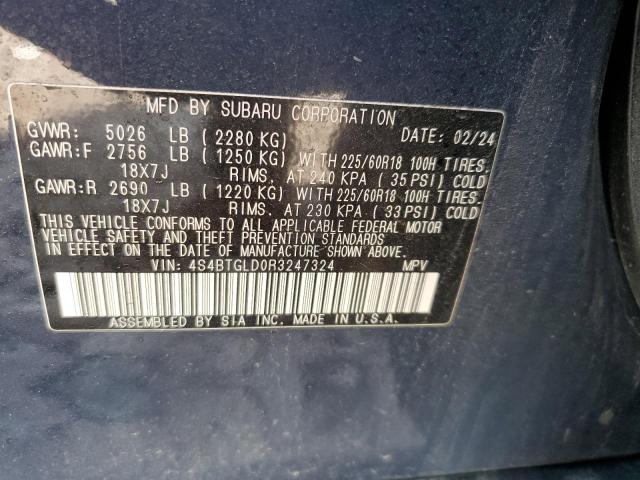 MFD BY SUBARU CORPORATION
GVWR: 5026 LB ( 2280 KG) DATE: 02/24
GAWR:F 2756 LB ( 1250 KG) WITH 225/60R18 100H TIRES.
18X7J RIMS. AT 240 KPA ( 35 PSI) COLD
GAWR:R 2690 LB ( 1220 KG) WITH 225/60R18 100H TIRES.
18X7J RIMS. AT 230 KPA ( 33 PSI) COLD
THIS VEHICLE CONFORMS TO ALL APPLICABLE FEDERAL MOTOR
VEHICLE SAFETY AND THEFT PREVENTION STANDARDS
IN EFFECT ON THE DATE OF MANUFACTURE SHOWN ABOVE.
VIN: 4S4BTGLD0R3247324 MPV
ASSEMBLED BY SIA INC. MADE IN U.S.A.